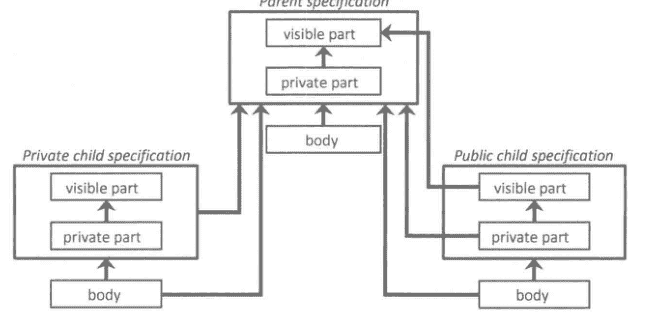 Parent specification
visible part
private part
body
Private child specification
visible part
private part
body
Public child specification
visible part
private part
body